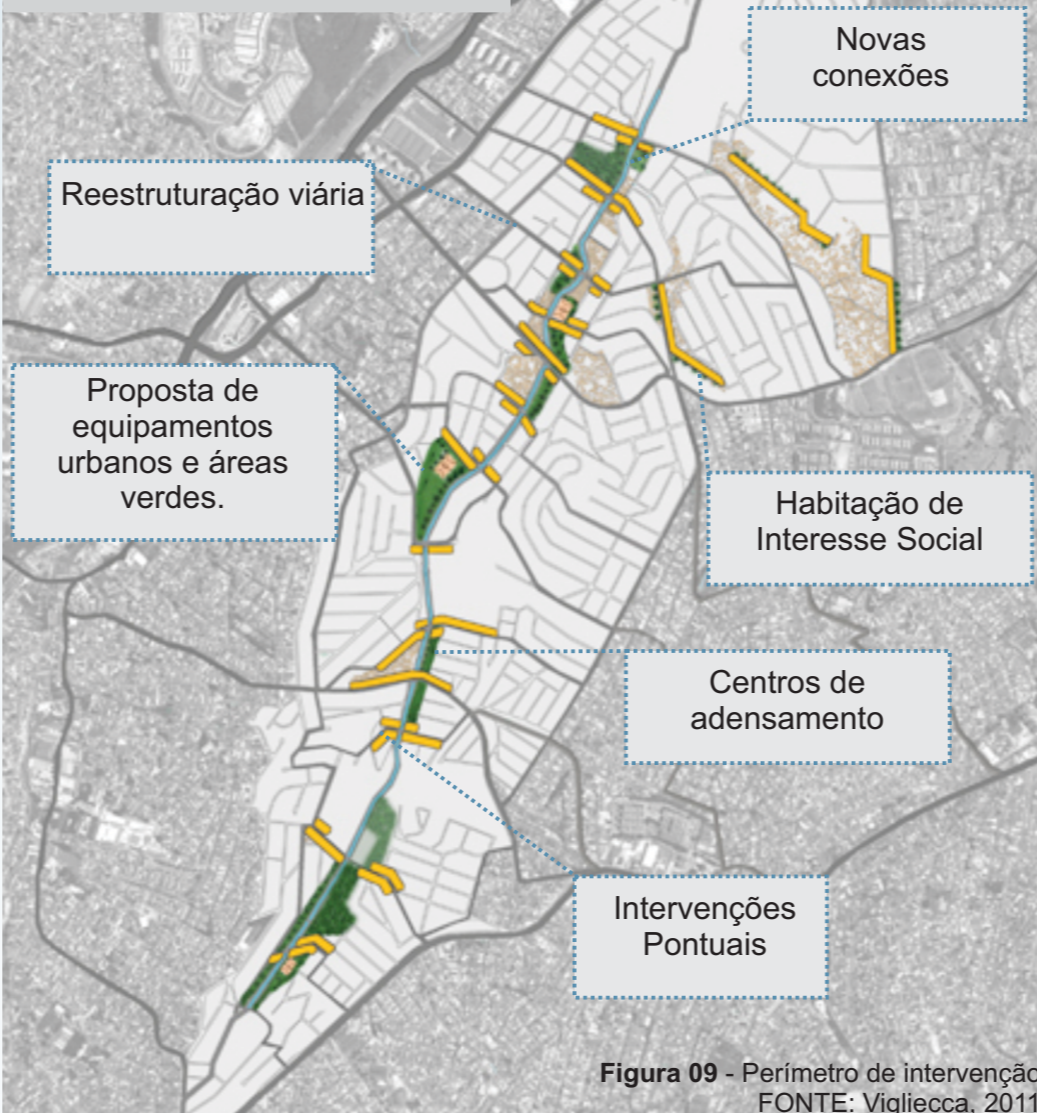 Novas
conexões
Reestruturação viária
Proposta de
equipamentos
urbanos e áreas
verdes.
Habitação de
Interesse Social
Centros de
adensamento
Intervenções
Pontuais
Figura 09 - Perímetro de intervenção
FONTE: Vigliecca, 2011